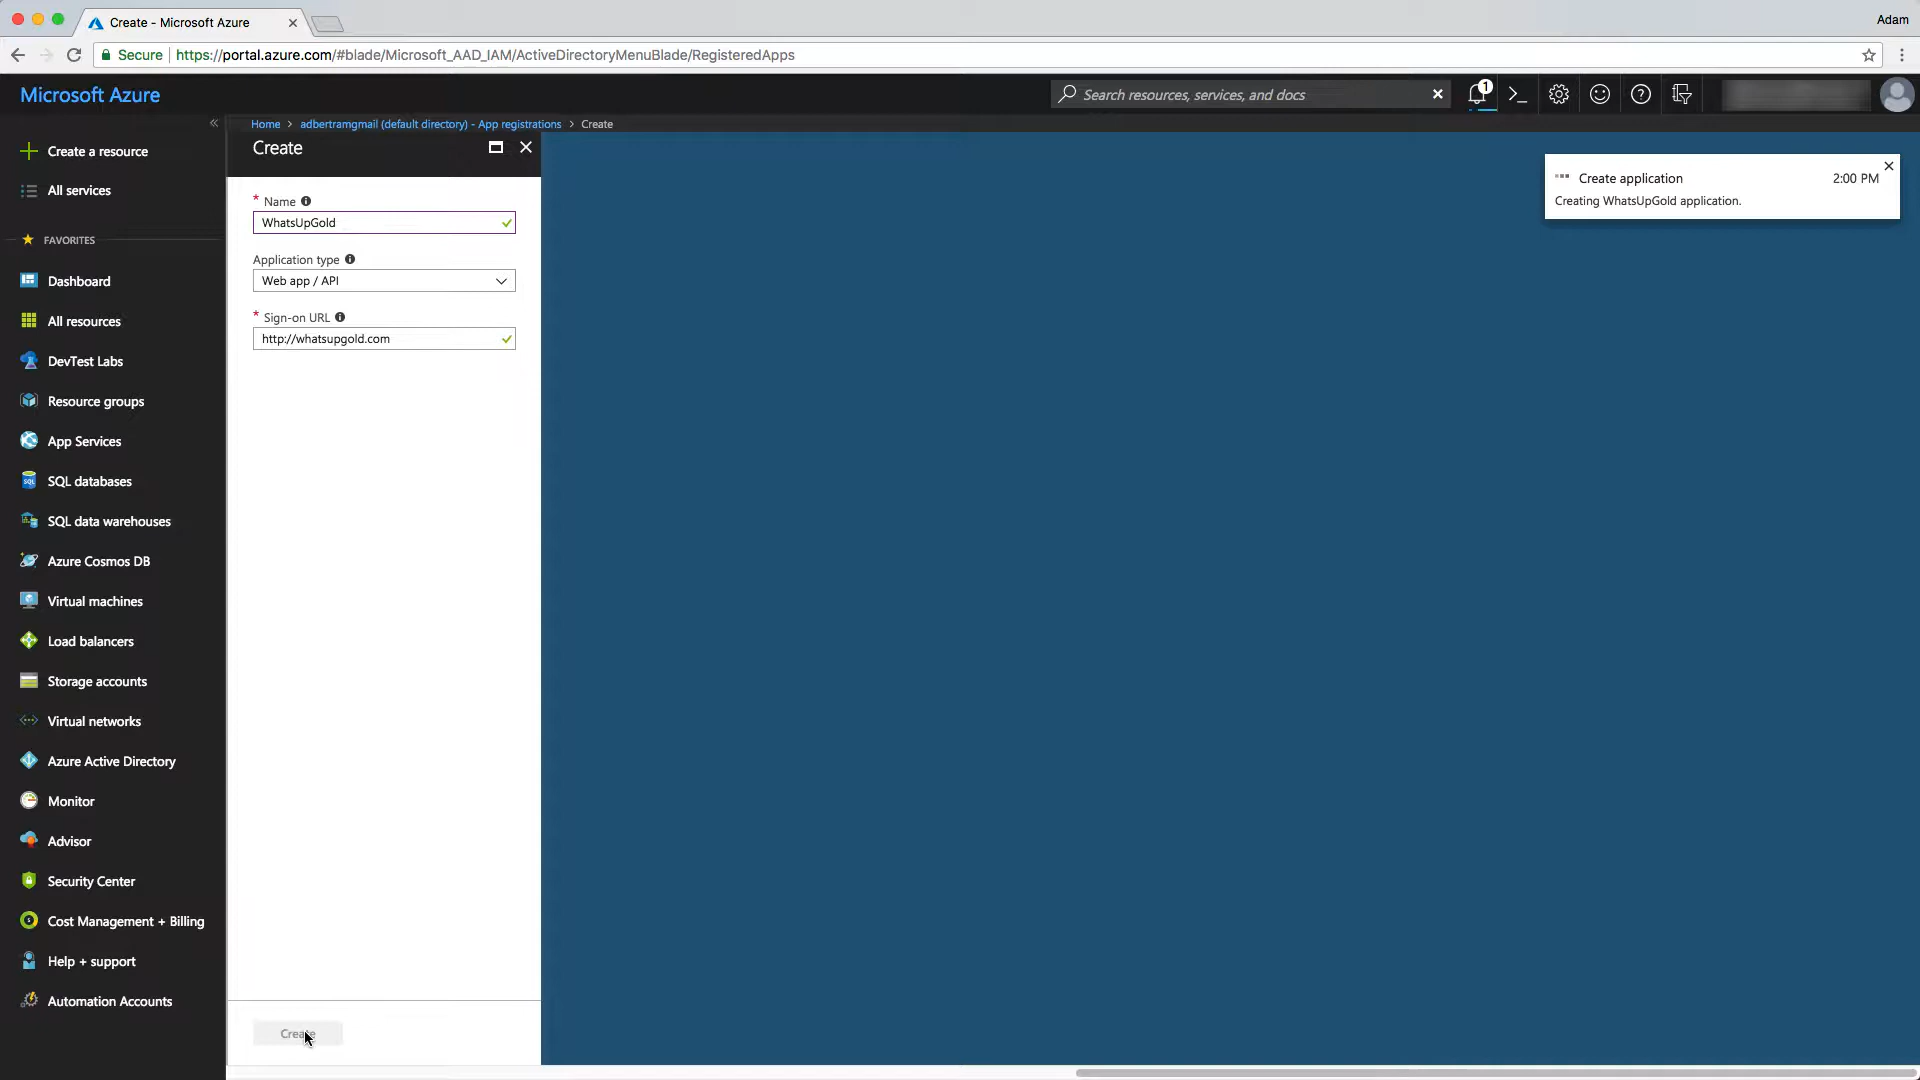 Create - Microsoft Azure
Adam
Secure
https://portal.azure.com/#blade/Microsoft_AAD_IAM/ActiveDirectoryMenuBlade/RegisteredApps
Microsoft Azure
Search resources, services, and docs
1
Home > adbertramgmail (default directory) - App registrations > Create
Create
Create a resource
All services
FAVORITES
Dashboard
All resources
DevTest Labs
Resource groups
App Services
SQL databases
SQL data warehouses
Azure Cosmos DB
Virtual machines
Load balancers
Storage accounts
Virtual networks
Azure Active Directory
Monitor
Advisor
Security Center
Cost Management + Billing
Help + support
Automation Accounts
* Name
WhatsUpGold
Application type
Web app / API
* Sign-on URL
http://whatsupgold.com
Create
Create application 2:00 PM
Creating WhatsUpGold application.